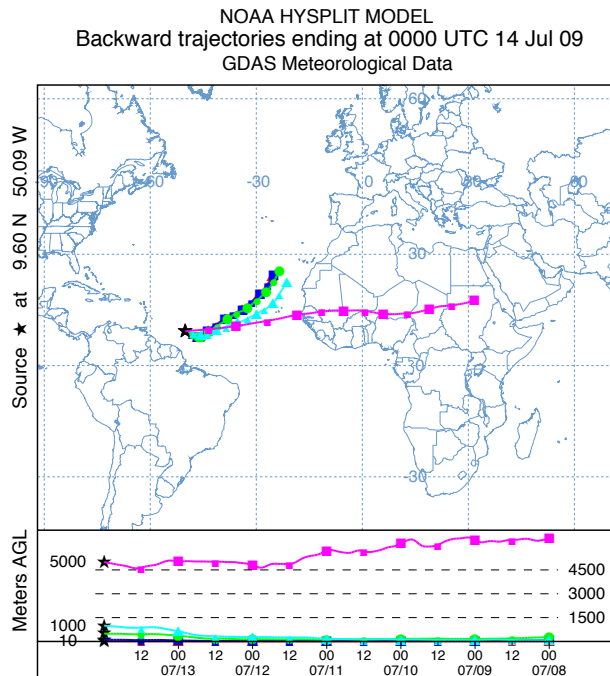 NOAA HYSPLIT MODEL
Backward trajectories ending at 0000 UTC 14 Jul 09
GDAS Meteorological Data
Source ★ at 9.60 N 50.09 W
60
-90 -60 -30 0 30 60
30
-30
-30
Meters AGL
5000
1000
10
4500
3000
1500
12 00 12 00 12 00 12 00 12 00 12 00
07/13 07/12 07/11 07/10 07/09 07/08